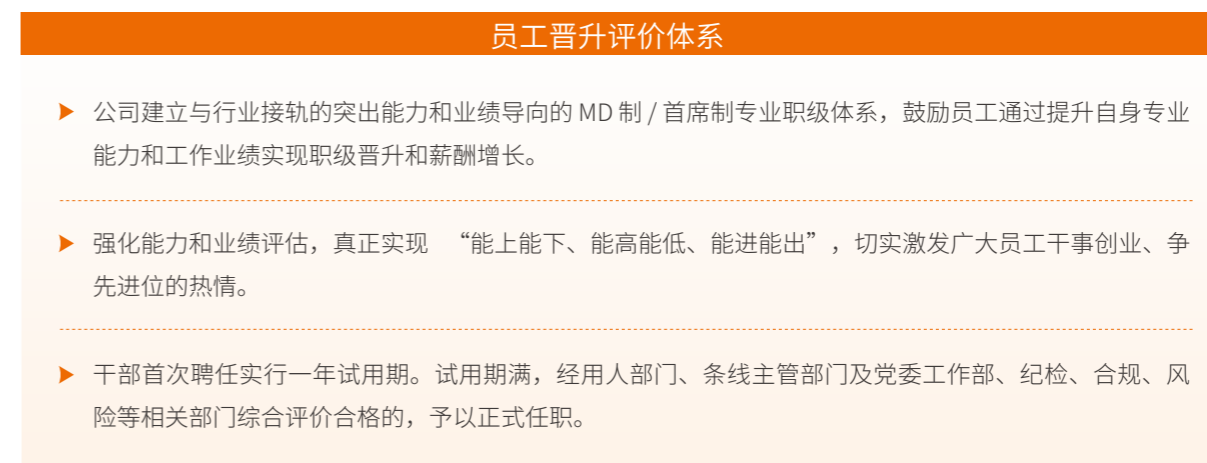 员工晋升评价体系
公司建立与行业接轨的突出能力和业绩导向的 MD 制 / 首席制专业职级体系，鼓励员工通过提升自身专业
能力和工作业绩实现职级晋升和薪酬增长。
强化能力和业绩评估，真正实现 “能上能下、能高能低、能进能出”，切实激发广大员工干事创业、争
先进位的热情。
干部首次聘任实行一年试用期。试用期满，经用人部门、条线主管部门及党委工作部、纪检、合规、风
险等相关部门综合评价合格的，予以正式任职。